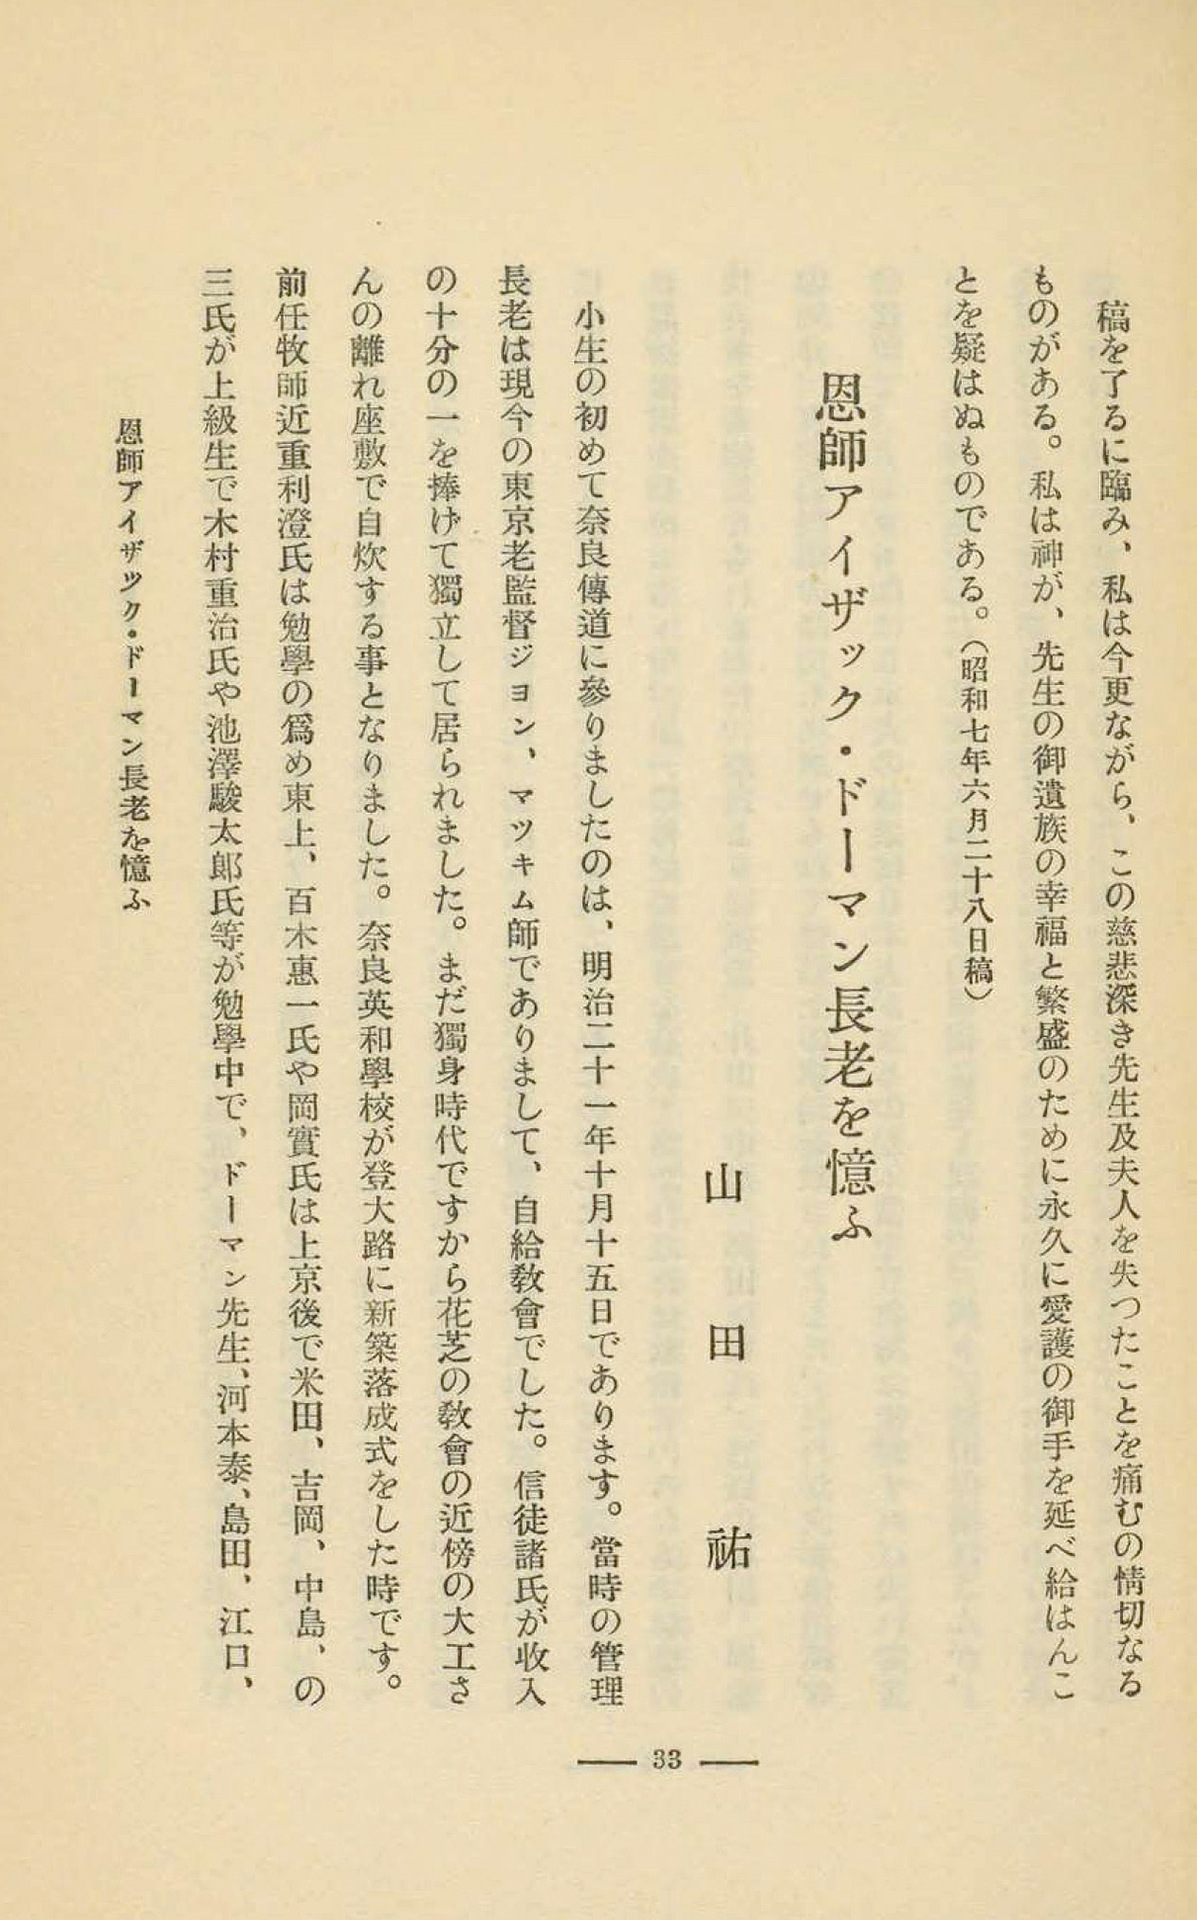 稿を了るに臨み、私は今更ながら、この慈悲深き先生及夫人を失つたことを痛むの情切なる
ものがある。私は神が、先生の御遺族の幸福と繁盛のために永久に愛護の御手を延べ給はんこ
とを疑はぬものである。（昭和七年六月二十八日稿）
恩師アイザック・ドーマン長老を憶ふ
山田祐
小生の初めて奈良傳道に參りましたのは、明治二十一年十月十五日であります。當時の管理
長老は現今の東京老監督ジヨン、マツキム師でありまして、自給敎會でした。信徒諸氏が收入
の十分の一を捧げて獨立して居られました。まだ獨身時代ですから花芝の敎會の近傍の大工さ
んの離れ座敷で自炊する事となりました。奈良英和學校が登大路に新築落成式をした時です。
前任牧師近重利澄氏は勉學の爲め東上、百木惠一氏や岡實氏は上京後で米田、吉岡、中島、の
三氏が上級生で木村重治氏や池澤駿太郎氏等が勉學中で、ドーマン先生、河本泰、島田、江口、
恩師アイザック・ドーマン長老を憶ふ
33